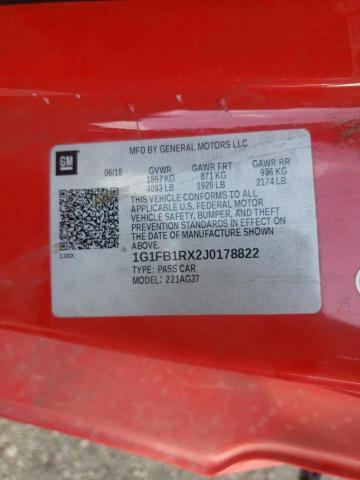 MFD BY GENERAL MOTORS LLC
GM
06/18 GVWR GAWR FRT GAWR RR
1857 KG 871 KG 986 KG
4093 LB 1920 LB 2174 LB
THIS VEHICLE CONFORMS TO ALL
APPLICABLE U.S. FEDERAL MOTOR
VEHICLE SAFETY, BUMPER, AND THEFT
PREVENTION STANDARDS IN EFFECT ON
THE DATE OF MANUFACTURE SHOWN
ABOVE.
138X
1G1FB1RX2J0178822
TYPE: PASS CAR
MODEL: 221AG37